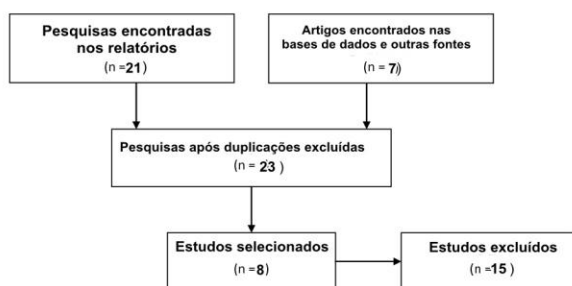 Pesquisas encontradas
nos relatórios
(n =21)
Artigos encontrados nas
bases de dados e outras fontes
(n = 7)
Pesquisas após duplicações excluídas
(n = 23 )
Estudos selecionados
(n =8)
Estudos excluídos
(n =15 )